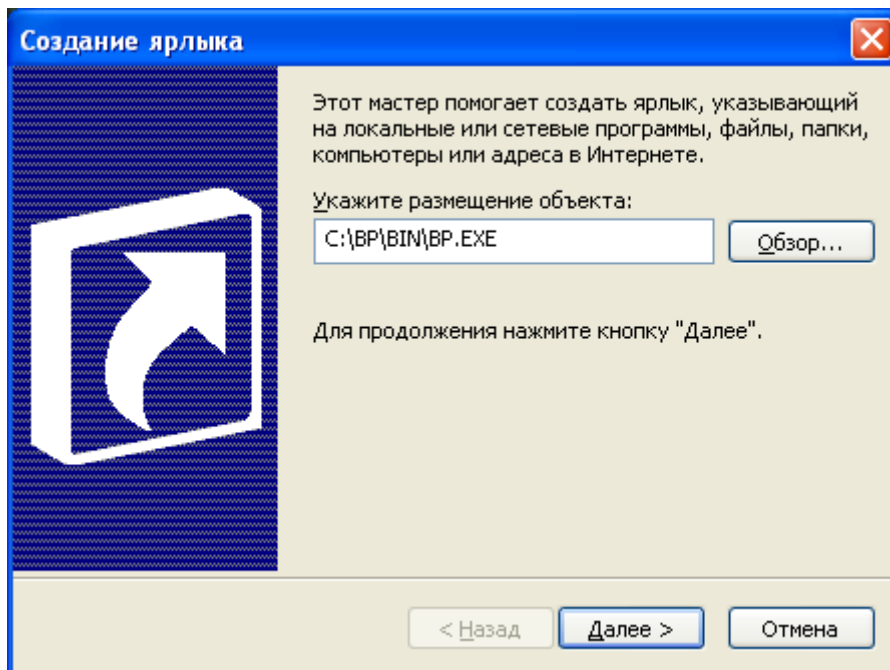 Создание ярлыка
Этот мастер помогает создать ярлык, указывающий
на локальные или сетевые программы, файлы, папки,
компьютеры или адреса в Интернете.
Укажите размещение объекта:
C:\BP\BIN\BP.EXE
Обзор...
Для продолжения нажмите кнопку "Далее".
< Назад
Далее >
Отмена